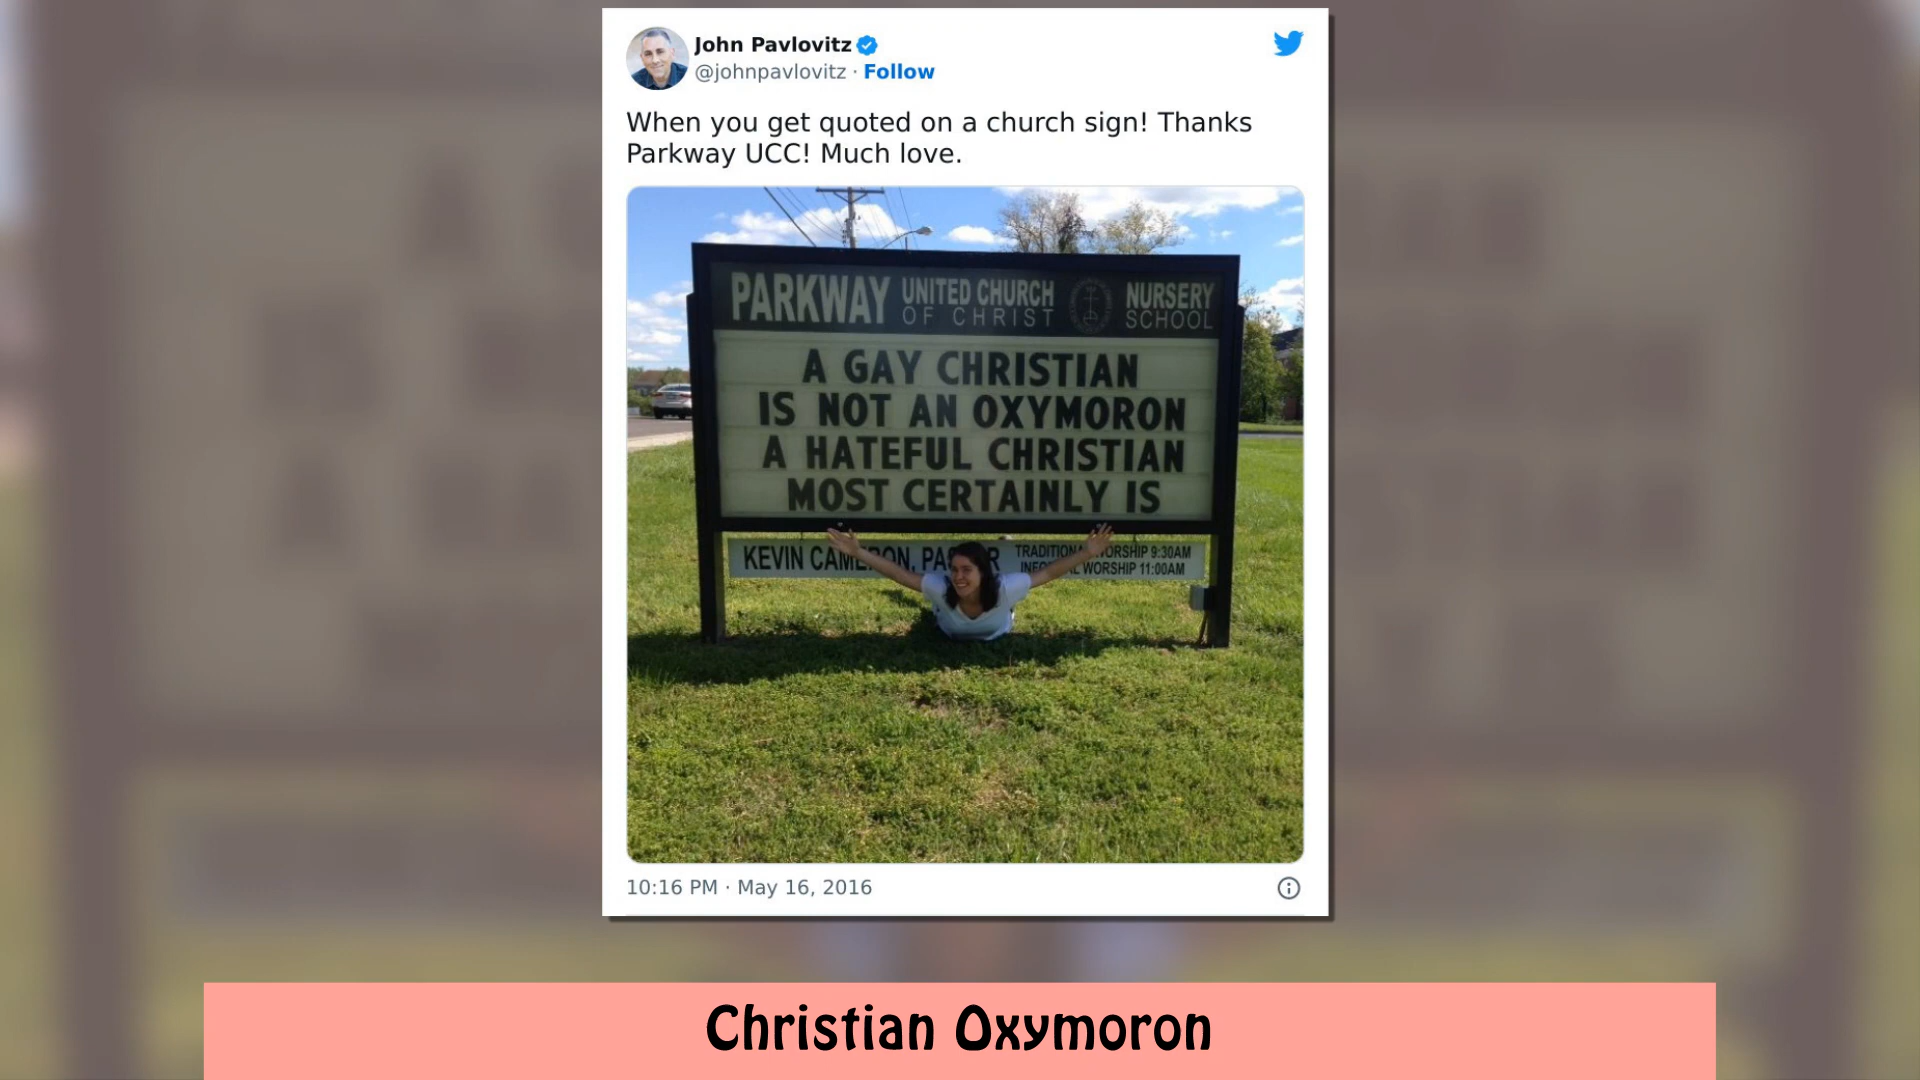 John Pavlovitz
@johnpavlovitz · Follow
When you get quoted on a church sign! Thanks
Parkway UCC! Much love.
PARKWAY UNITED CHURCH OF CHRIST NURSERY SCHOOL
A GAY CHRISTIAN
IS NOT AN OXYMORON
A HATEFUL CHRISTIAN
MOST CERTAINLY IS
KEVIN
TRADITIONAL WORSHIP 9:30AM
WORSHIP 11:00AM
10:16 PM · May 16, 2016
Christian Oxymoron